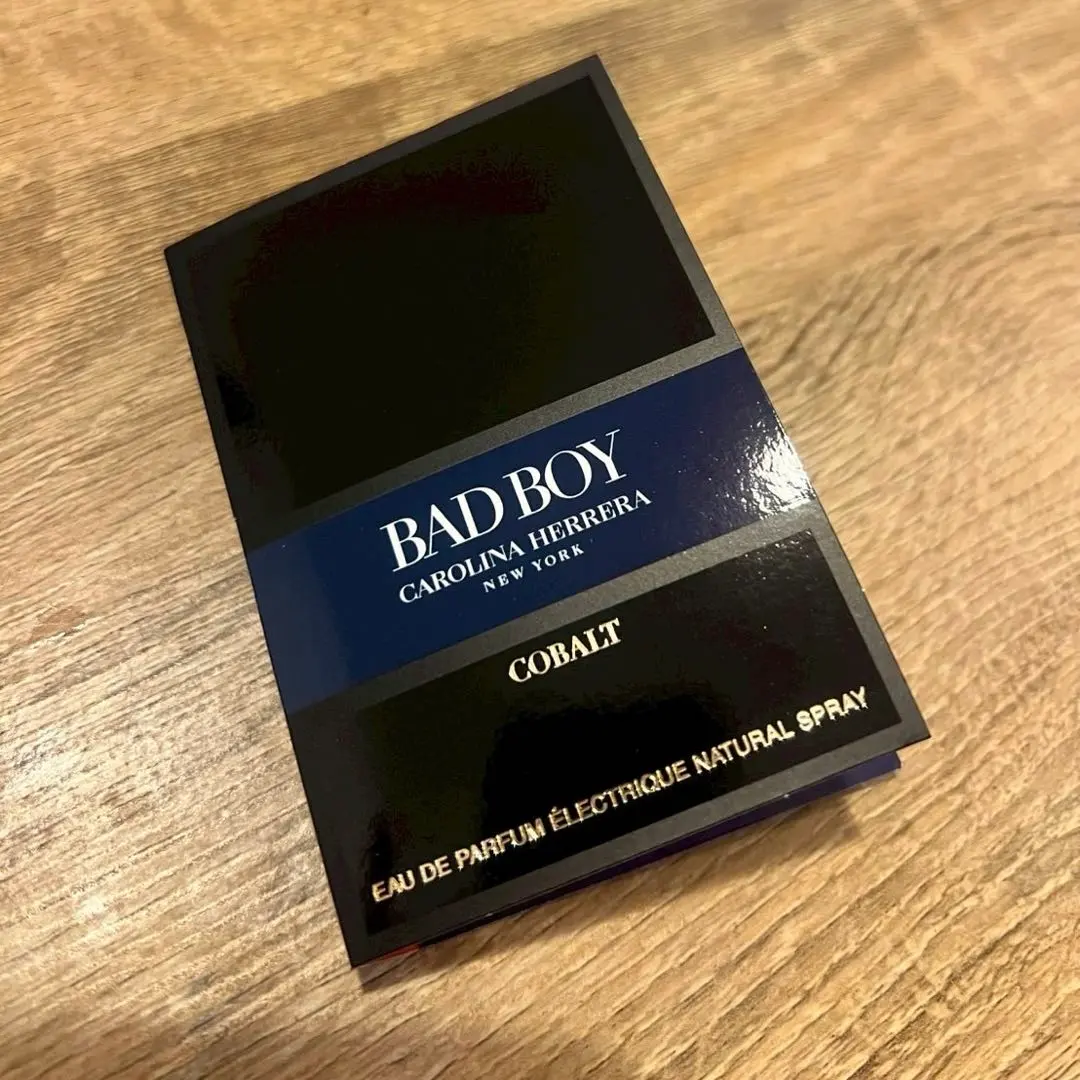 BAD BOY
CAROLINA HERRERA
NEW YORK
COBALT
EAU DE PARFUM ÉLECTRIQUE NATURAL SPRAY